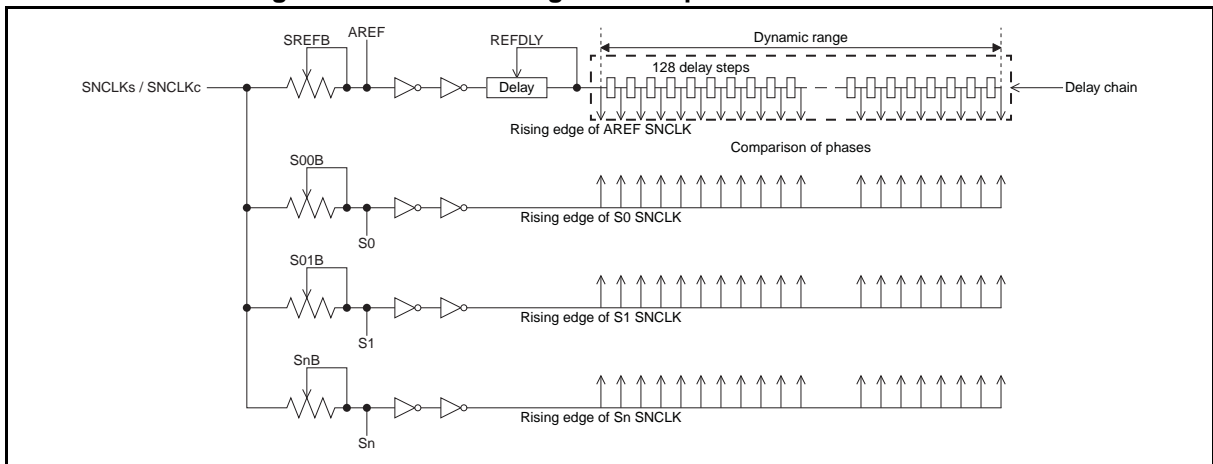 AREF
SREFB
REFDLY
Dynamic range
128 delay steps
SNCLKs / SNCLKc
Delay
Delay chain
Rising edge of AREF SNCLK
Comparison of phases
S00B
Rising edge of S0 SNCLK
S0
S01B
Rising edge of S1 SNCLK
S1
SnB
Rising edge of Sn SNCLK
Sn